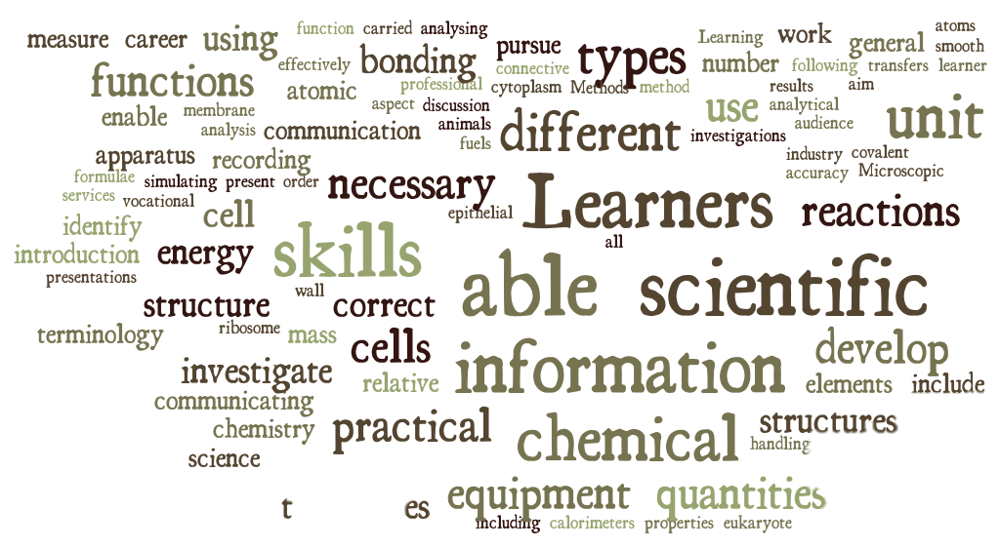 measure career using function carried analysing
effectively bonding pursue types Learning work general atoms smooth
functions atomic professional connective number following transfers learner
cytoplasm Methods method results aim
enable membrane aspect discussion use analytical unit
analysis communication animals fuels different investigations audience
apparatus recording industry covalent
formulae simulating present order necessary accuracy Microscopic
services vocational cell epithelial Learners reactions
identify all
introduction energy skills
presentations wall able scientific
structure correct
terminology ribosome mass
cells information develop
investigate relative elements include
communicating
chemistry practical chemical structures
science handling
t es equipment quantities
including calorimeters properties eukaryote